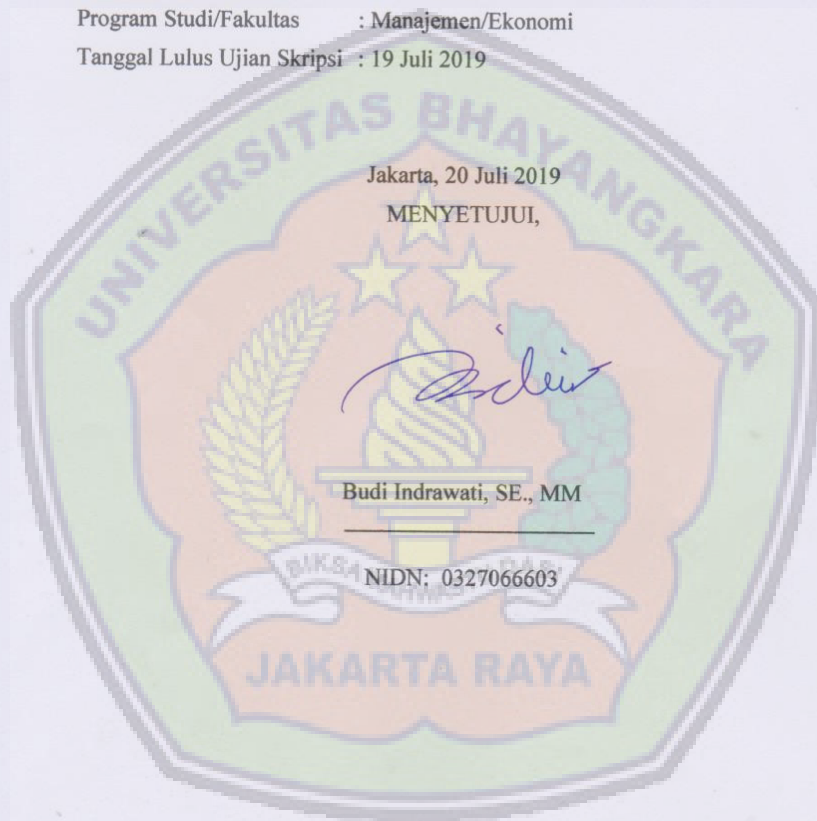 Program Studi/Fakultas : Manajemen/Ekonomi
Tanggal Lulus Ujian Skripsi : 19 Juli 2019
UNIVERSITAS BHAYANGKARA
Jakarta, 20 Juli 2019
MENYETUJUI,
Budi Indrawati, SE., MM
NIDN: 0327066603
JAKARTA RAYA